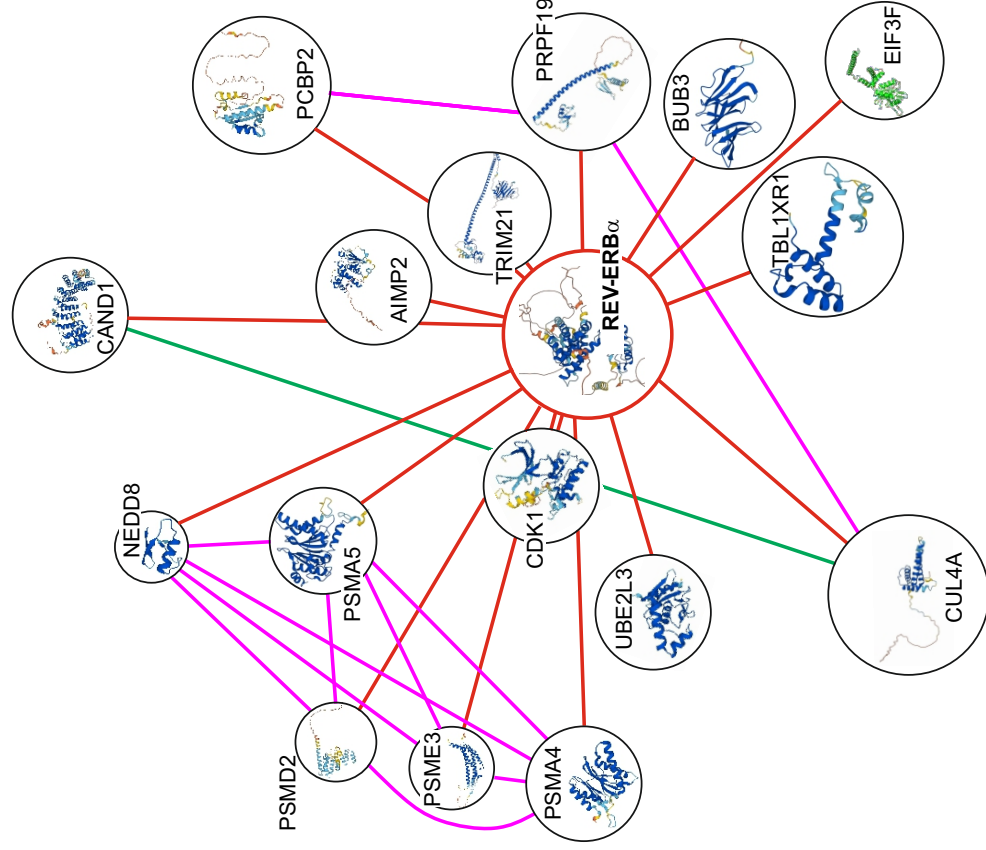 PCBP2
PRPF19
BUB3
EIF3F
TRIM21
TBL1XR1
CAND1
AIMP2
REV-ERBα
NEDD8
PSMA5
CDK1
UBE2L3
CUL4A
PSMD2
PSME3
PSMA4